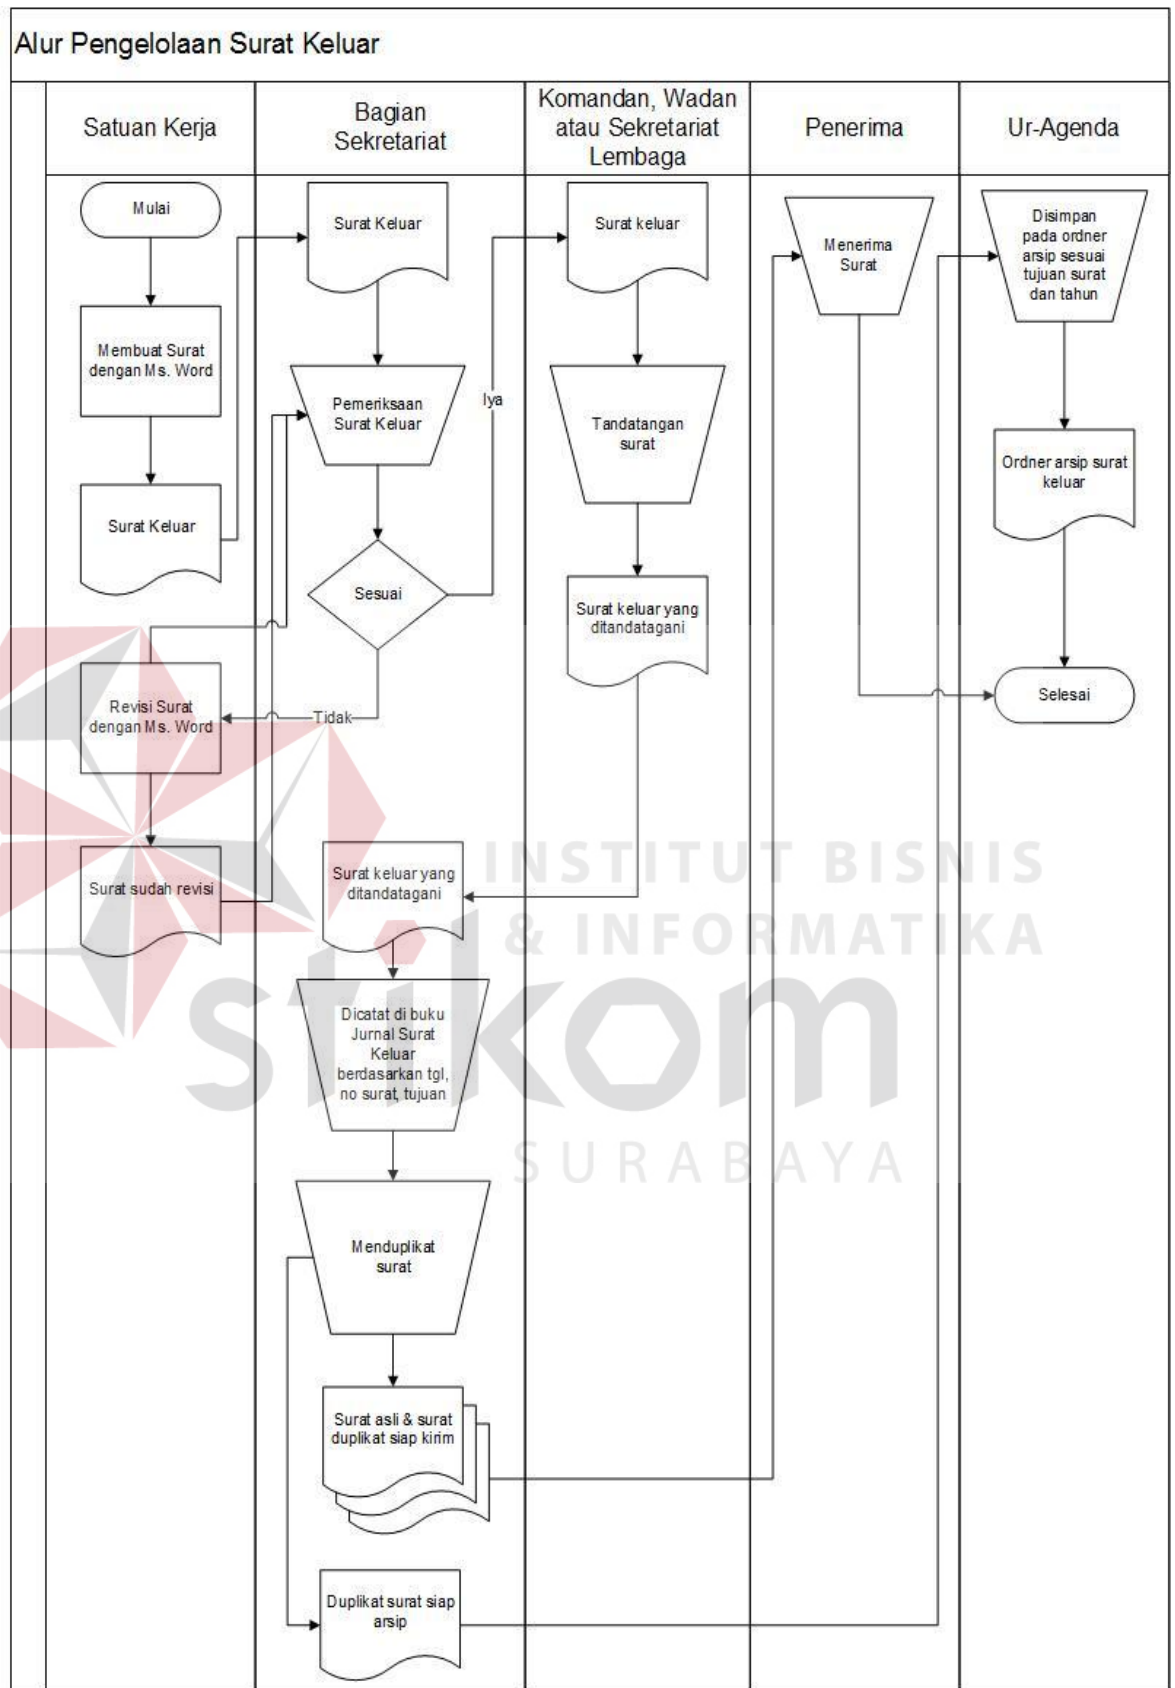 Alur Pengelolaan Surat Keluar
Satuan Kerja
Bagian
Sekretariat
Komandan, Wadan
atau Sekretariat
Lembaga
Penerima
Ur-Agenda
Mulai
Membuat Surat
dengan Ms. Word
Surat Keluar
Revisi Surat
dengan Ms. Word
Surat sudah revisi
Surat Keluar
Pemeriksaan
Surat Keluar
Sesuai
Iya
Tidak
Surat keluar yang
ditandatagani
Dicatat di buku
Jurnal Surat
Keluar
berdasarkan tgl,
no surat, tujuan
Menduplikat
surat
Surat asli & surat
duplikat siap kirim
Duplikat surat siap
arsip
Surat keluar
Tandatangan
surat
Surat keluar yang
ditandatagani
Menerima
Surat
Disimpan
pada ordner
arsip sesuai
tujuan surat
dan tahun
Ordner arsip surat
keluar
Selesai
INSTITUT BISNIS
& INFORMATIKA
stikom
SURABAYA